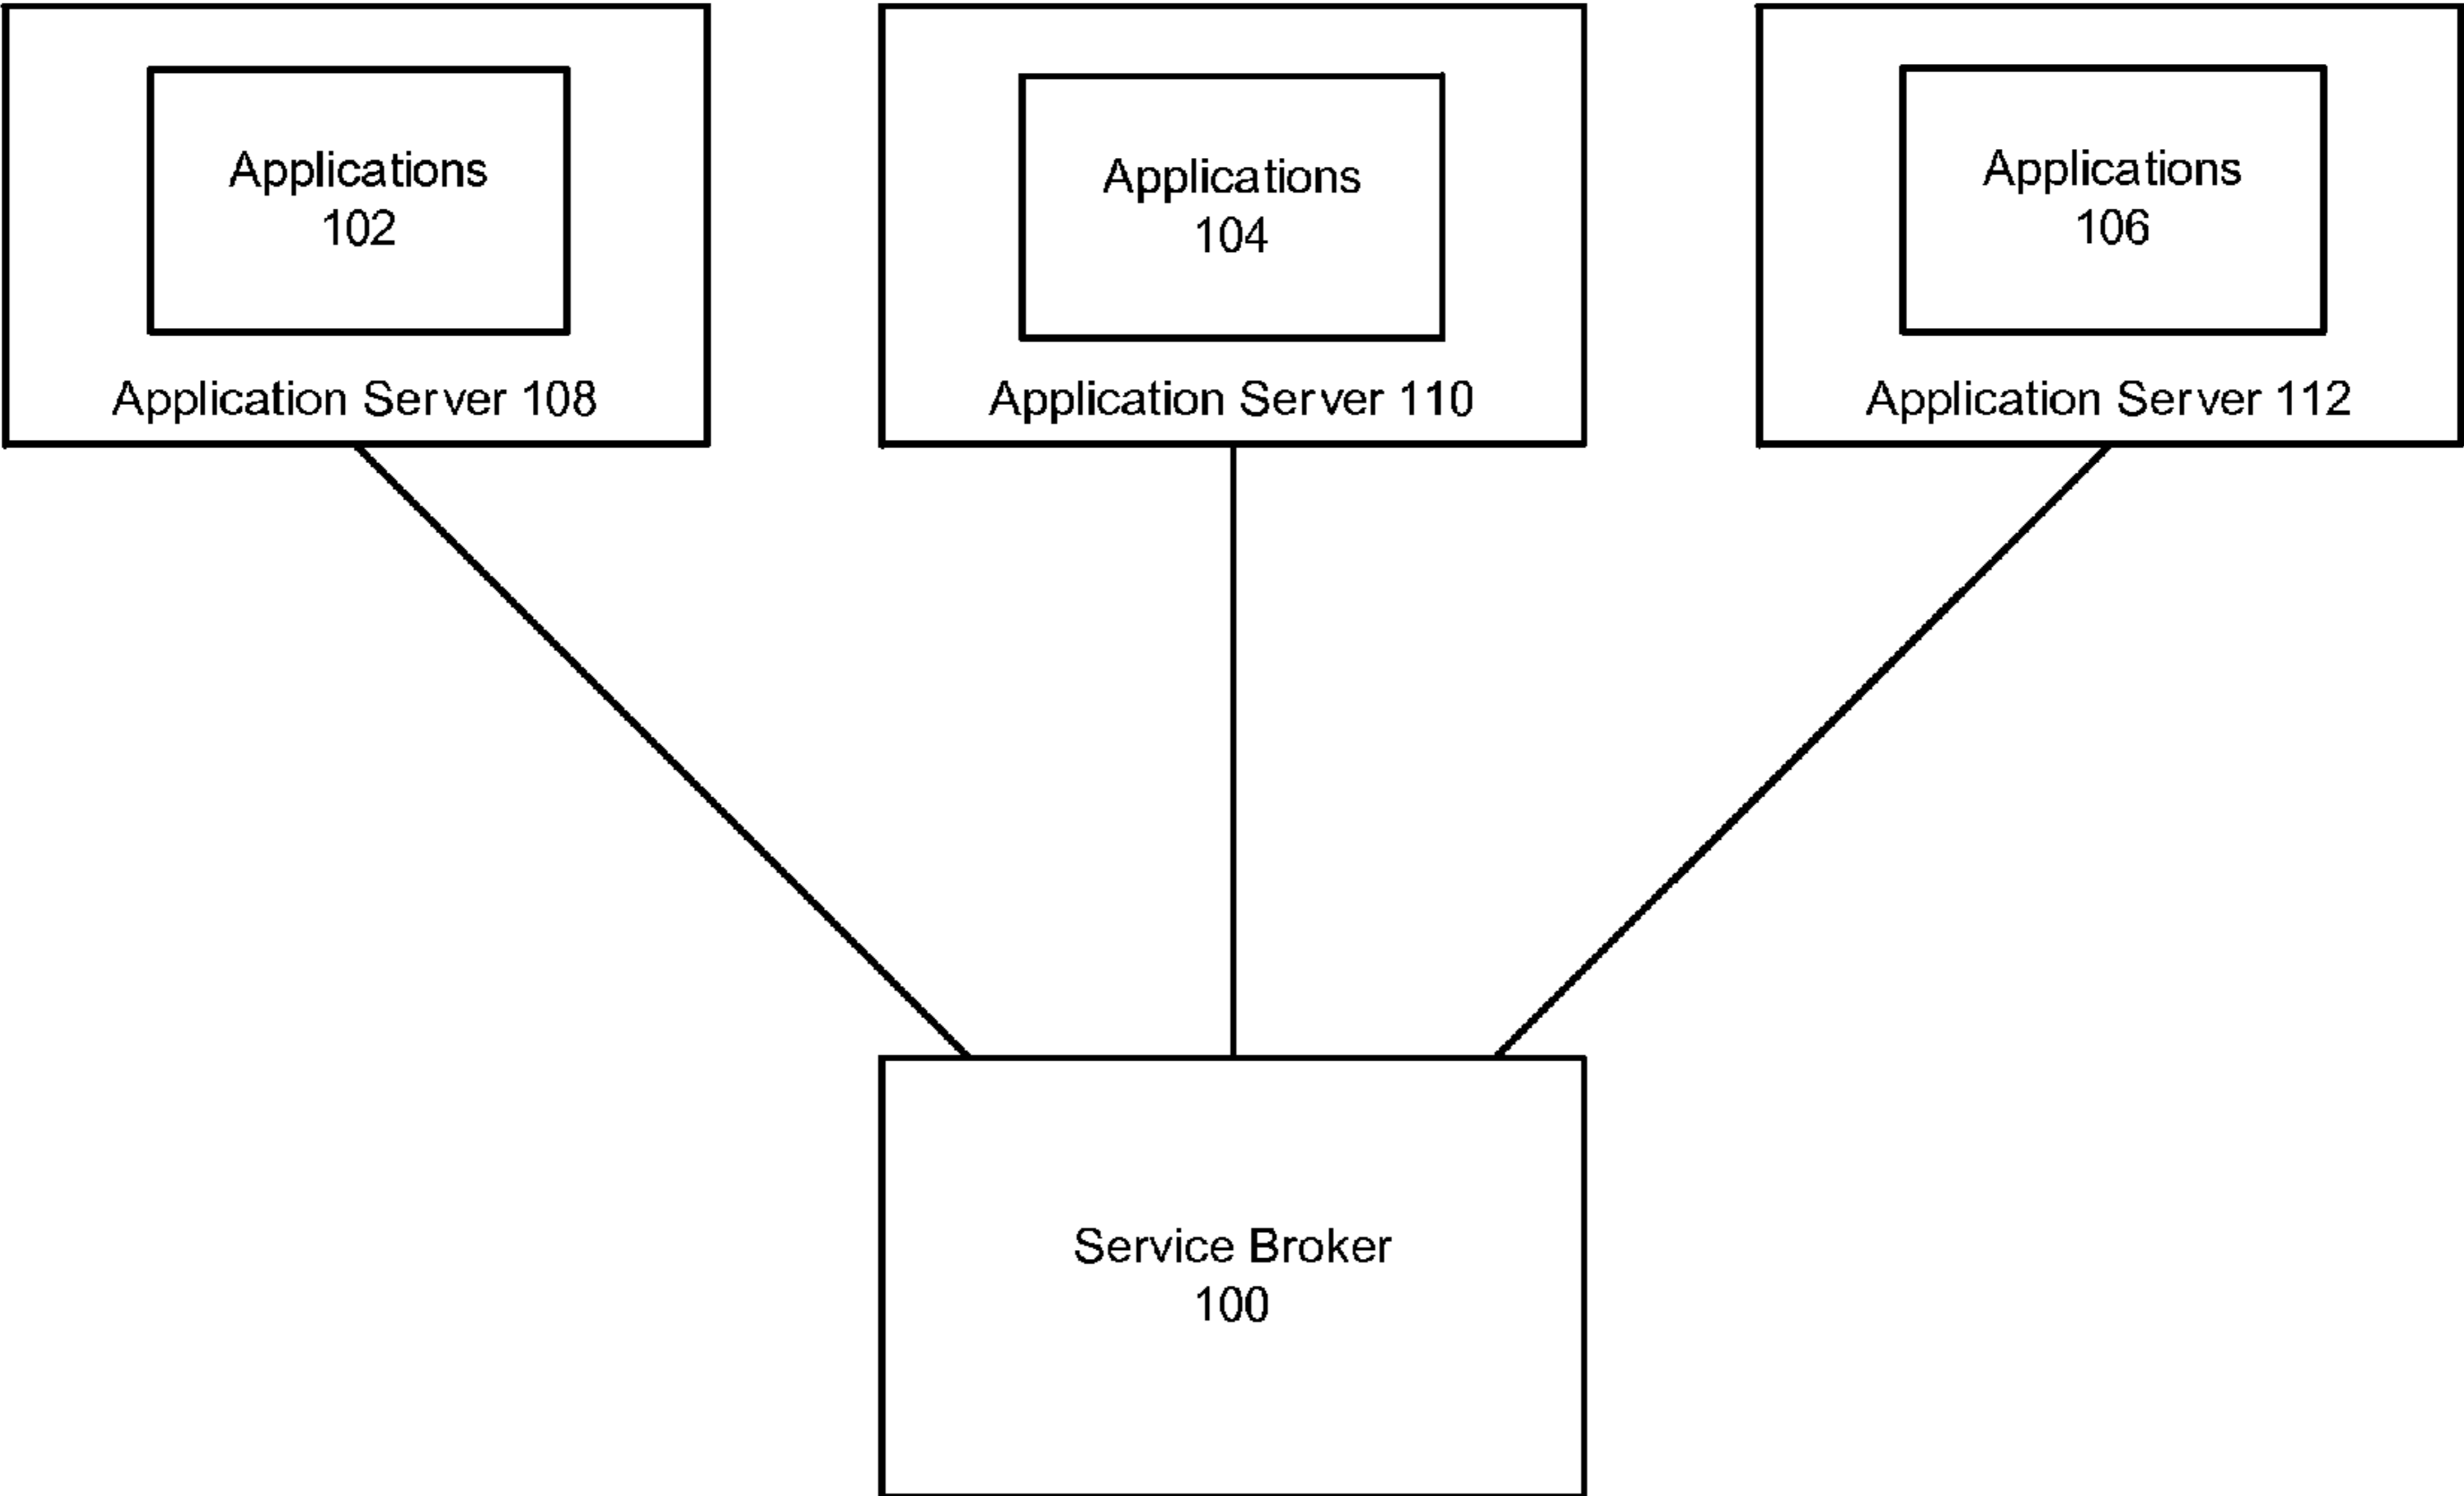 Applications
102
Application Server 108
Applications
104
Application Server 110
Applications
106
Application Server 112
Service Broker
100